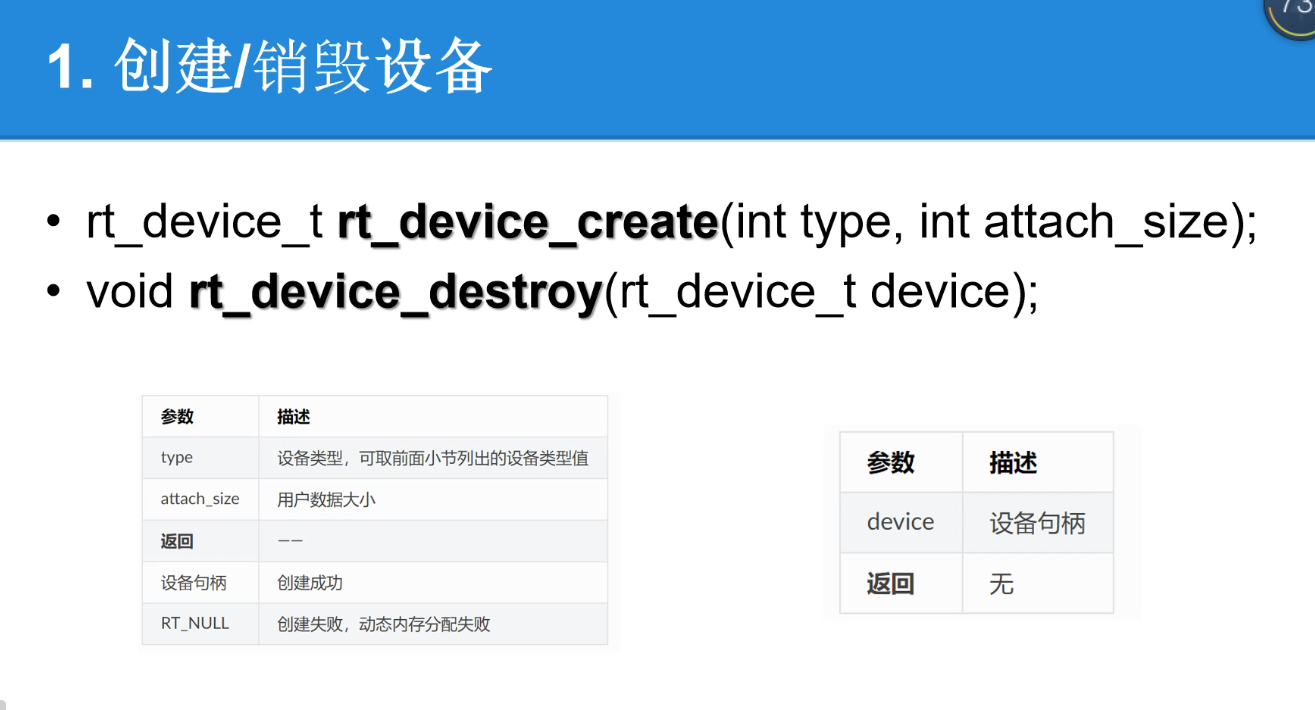 73
1. 创建/销毁设备
• rt_device_t rt_device_create(int type, int attach_size);
• void rt_device_destroy(rt_device_t device);
参数 描述
type 设备类型，可取前面小节列出的设备类型值
attach_size 用户数据大小
返回 ——
设备句柄 创建成功
RT_NULL 创建失败，动态内存分配失败
参数 描述
device 设备句柄
返回 无